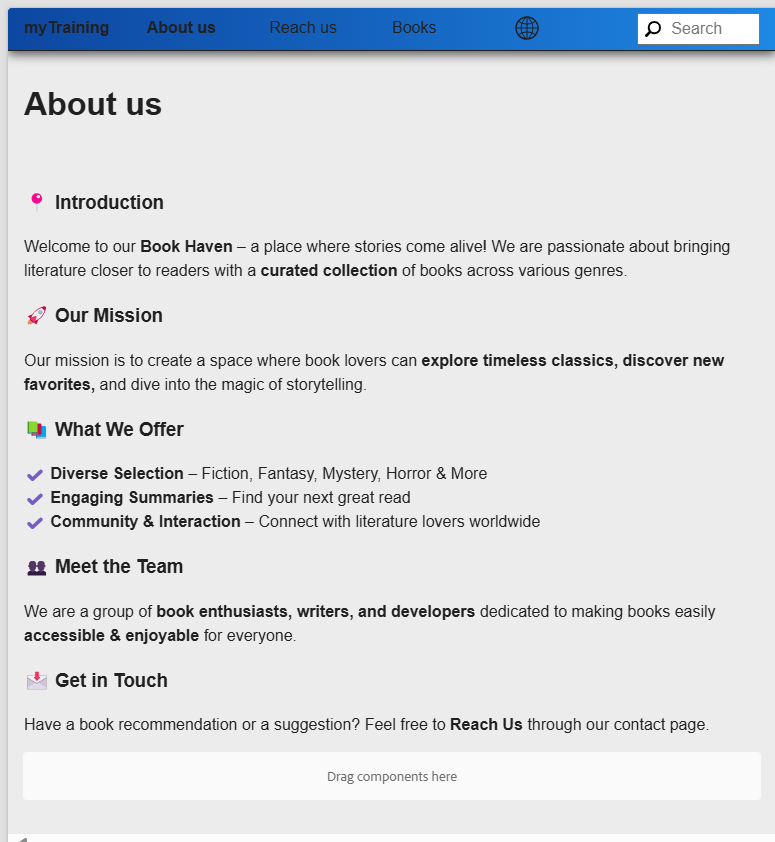 myTraining About us Reach us Books Search
About us
Introduction
Welcome to our Book Haven – a place where stories come alive! We are passionate about bringing
literature closer to readers with a curated collection of books across various genres.
Our Mission
Our mission is to create a space where book lovers can explore timeless classics, discover new
favorites, and dive into the magic of storytelling.
What We Offer
Diverse Selection – Fiction, Fantasy, Mystery, Horror & More
Engaging Summaries – Find your next great read
Community & Interaction – Connect with literature lovers worldwide
Meet the Team
We are a group of book enthusiasts, writers, and developers dedicated to making books easily
accessible & enjoyable for everyone.
Get in Touch
Have a book recommendation or a suggestion? Feel free to Reach Us through our contact page.
Drag components here